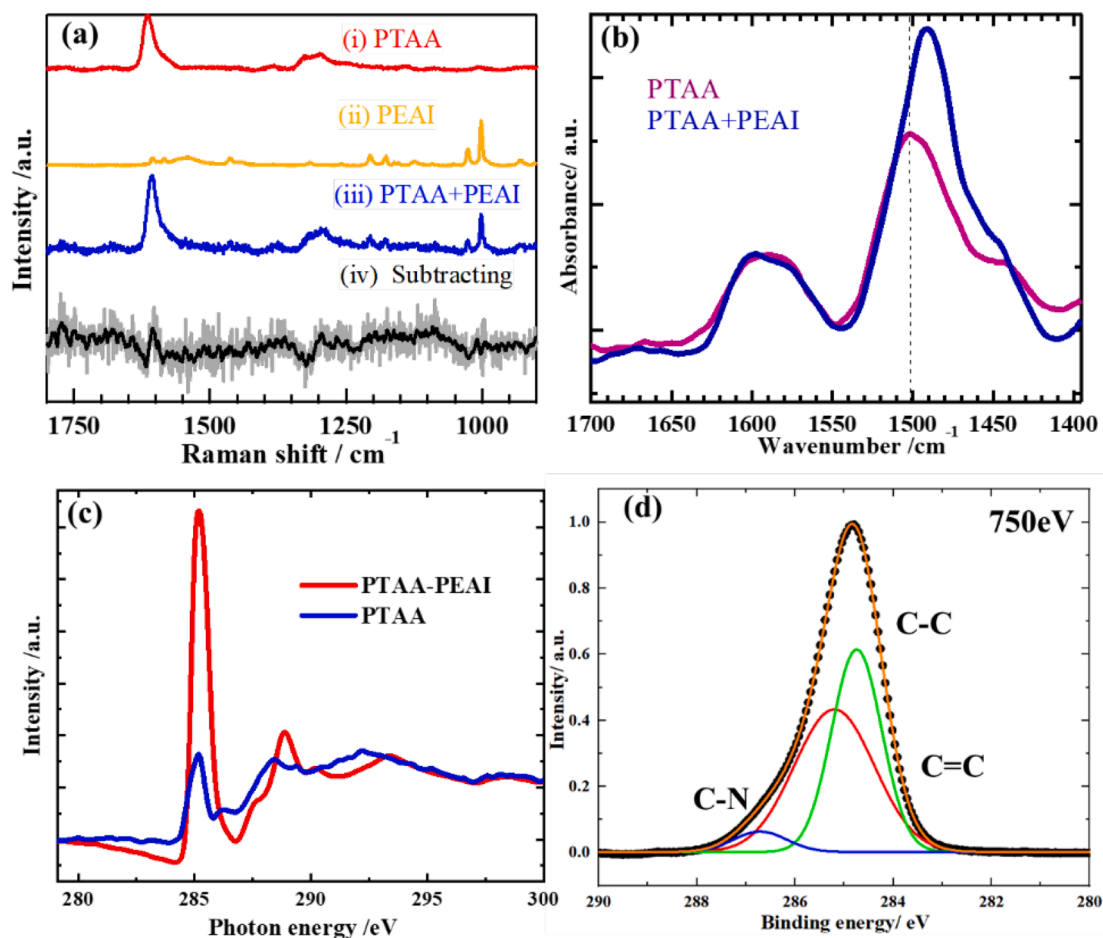 (a)
(i) PTAA
(ii) PEAI
(iii) PTAA+PEAI
(iv) Subtracting
Intensity /a.u.
1750 1500 1250 1000
Raman shift / cm-1
(b)
PTAA
PTAA+PEAI
Absorbance/ a.u.
1700 1650 1600 1550 1500 1450 1400
Wavenumber /cm-1
(c)
PTAA-PEAI
PTAA
Intensity /a.u.
280 285 290 295 300
Photon energy /eV
(d)
750eV
C-C
C=C
C-N
Intensity/ a.u.
1.0
0.8
0.6
0.4
0.2
0.0
290 288 286 284 282 280
Binding energy/ eV